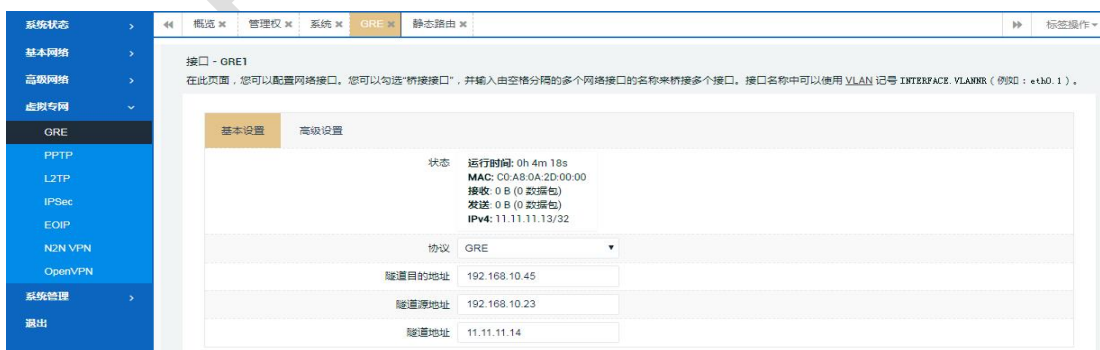 系统状态
基本网络
高级网络
虚拟专网
GRE
PPTP
L2TP
IPSec
EOIP
N2N VPN
OpenVPN
系统管理
退出
概览 管理权 系统 GRE 静态路由 标签操作
接口 - GRE1
在此页面，您可以配置网络接口。您可以勾选“桥接接口”，并输入由空格分隔的多个网络接口的名称来桥接多个接口。接口名称中可以使用 VLAN 记号 INTERFACE.VLANNR（例如：eth0.1）。
基本设置 高级设置
状态 运行时间: 0h 4m 18s
MAC: C0:A8:0A:2D:00:00
接收: 0 B (0 数据包)
发送: 0 B (0 数据包)
IPv4: 11.11.11.13/32
协议 GRE
隧道目的地址 192.168.10.45
隧道源地址 192.168.10.23
隧道地址 11.11.11.14